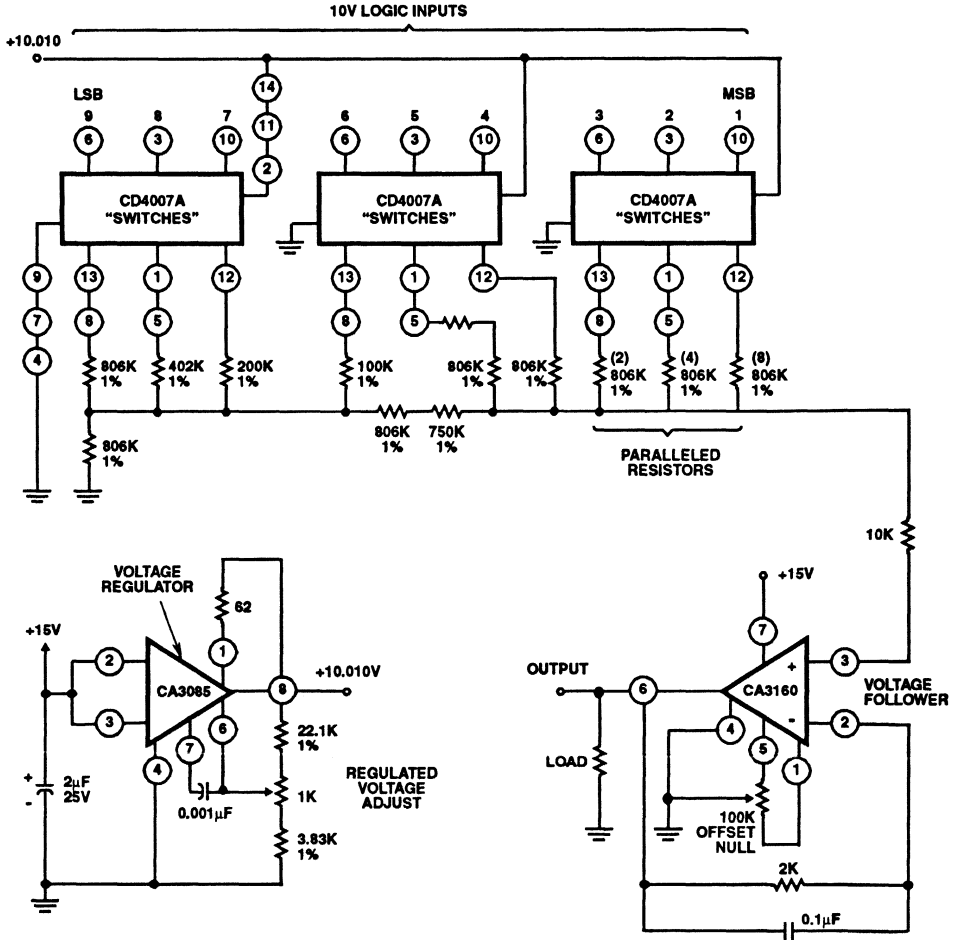 10V LOGIC INPUTS
+10.010
LSB
MSB
9 8 7 6 5 4 3 2 1
14
11
2
6 3 10 6 3 10 6 3 10
CD4007A
“SWITCHES”
CD4007A
“SWITCHES”
CD4007A
“SWITCHES”
9 13 1 12 13 1 12 13 1 12
7 8 5 8 5 8 5
4
806K
1%
402K
1%
200K
1%
100K
1%
806K
1%
806K
1%
(2)
806K
1%
(4)
806K
1%
(8)
806K
1%
806K
1%
750K
1%
806K
1%
PARALLELED
RESISTORS
10K
VOLTAGE
REGULATOR
62
+15V
2
3
1
CA3085
8
+10.010V
6
7
4
22.1K
1%
1K
3.83K
1%
0.001µF
+
-
2µF
25V
REGULATED
VOLTAGE
ADJUST
+15V
7
OUTPUT
6
+
CA3160
-
3
2
VOLTAGE
FOLLOWER
4
5
1
LOAD
100K
OFFSET
NULL
2K
0.1µF